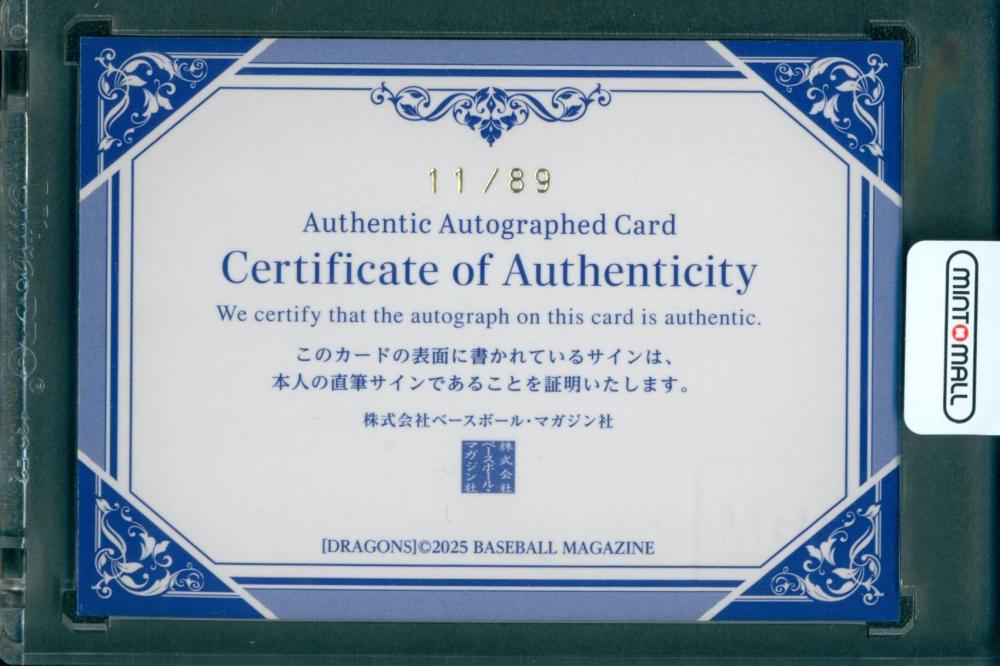 11/89
Authentic Autographed Card
Certificate of Authenticity
We certify that the autograph on this card is authentic.
このカードの表面に書かれているサインは、
本人の直筆サインであることを証明いたします。
株式会社ベースボール・マガジン社
株式会社
ベースボール・
マガジン社
[DRAGONS]©2025 BASEBALL MAGAZINE
MINT MALL